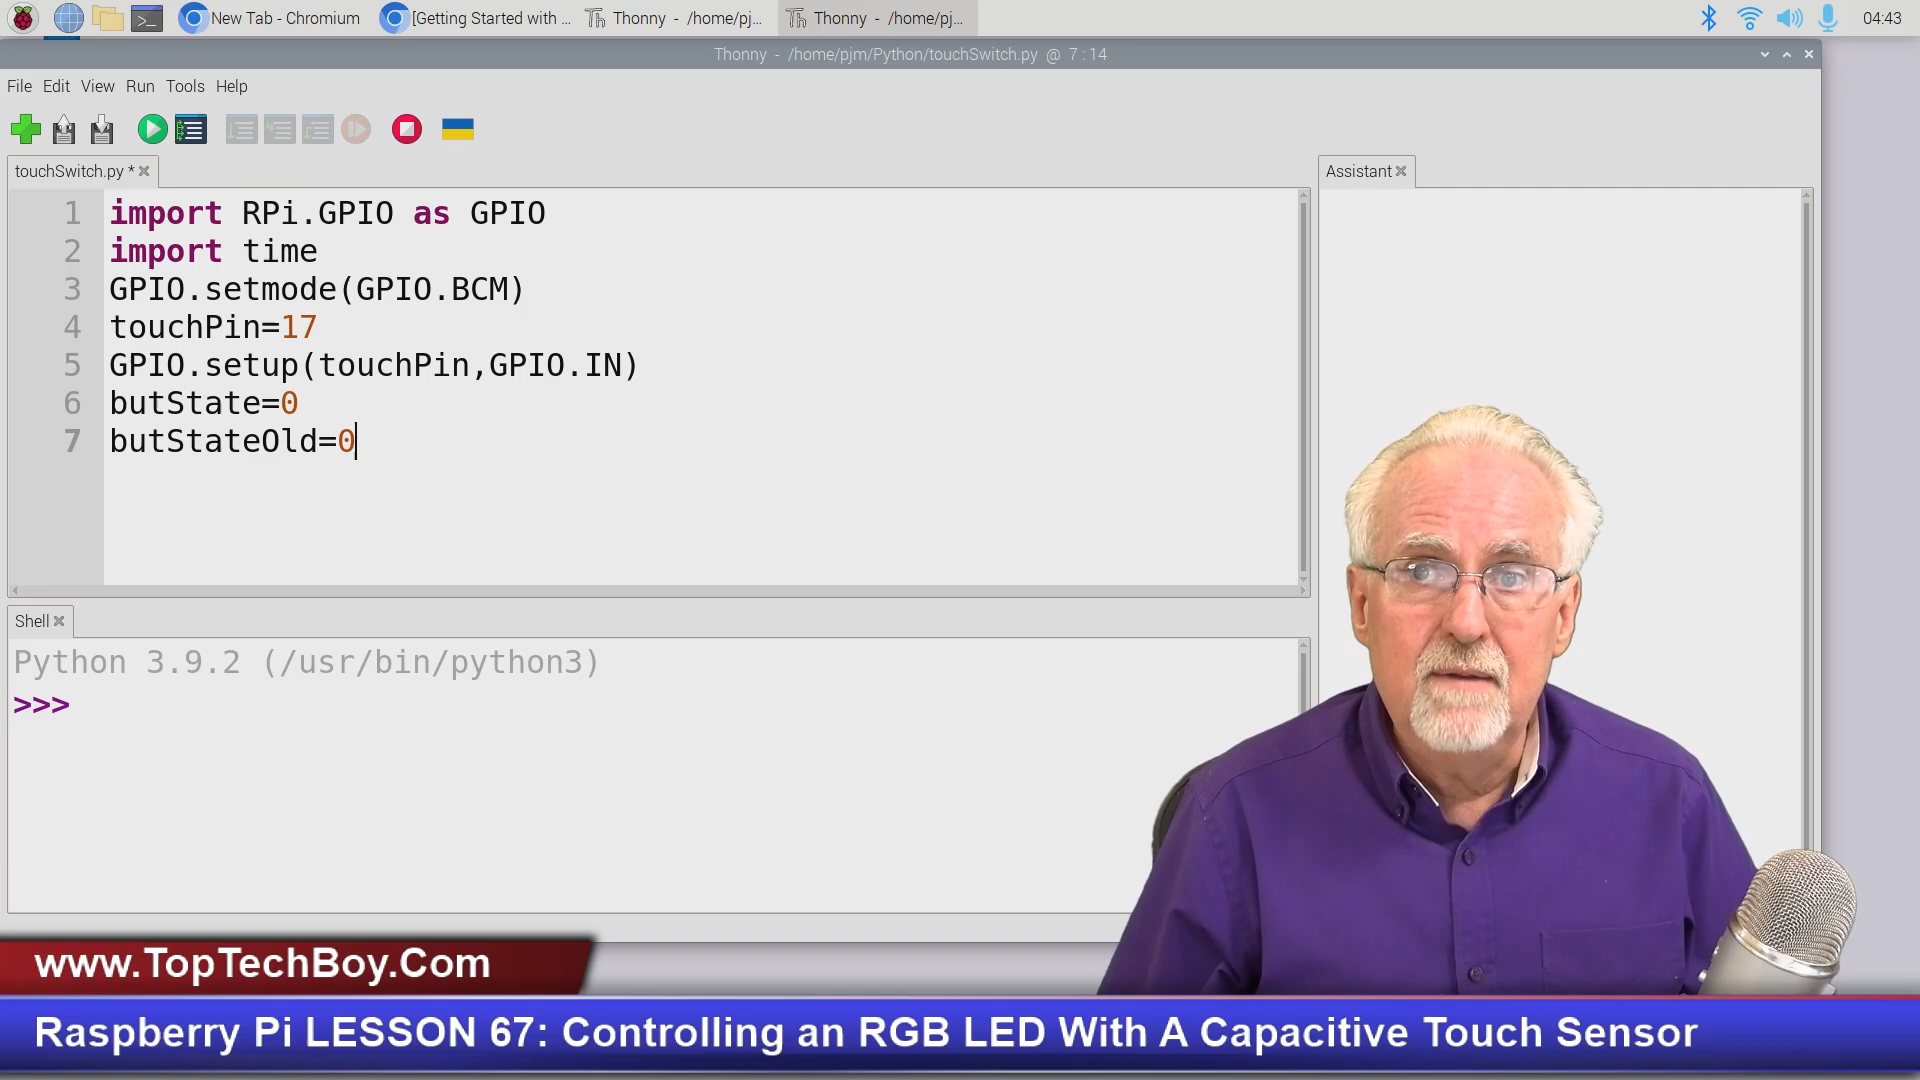 New Tab - Chromium
[Getting Started with ...
Thonny - /home/pj...
Thonny - /home/pj...
04:43
Thonny - /home/pjm/Python/touchSwitch.py @ 7 : 14
File Edit View Run Tools Help
touchSwitch.py *
Assistant
1 import RPi.GPIO as GPIO
2 import time
3 GPIO.setmode(GPIO.BCM)
4 touchPin=17
5 GPIO.setup(touchPin,GPIO.IN)
6 butState=0
7 butStateOld=0
Shell
Python 3.9.2 (/usr/bin/python3)
>>>
www.TopTechBoy.Com
Raspberry Pi LESSON 67: Controlling an RGB LED With A Capacitive Touch Sensor